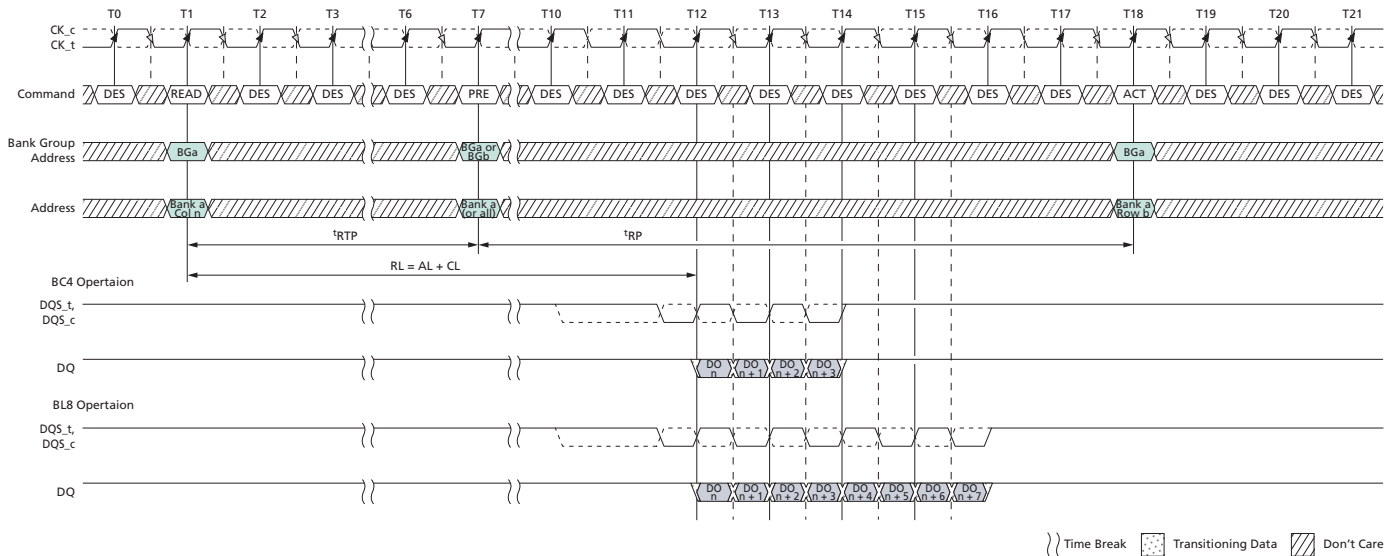 T0 T1 T2 T3 T6 T7 T10 T11 T12 T13 T14 T15 T16 T17 T18 T19 T20 T21
CK_c
CK_t
Command DES READ DES DES DES PRE DES DES DES DES DES DES DES DES ACT DES DES DES
Bank Group
Address
BGa
BGa or
BGb
BGa
Address
Bank a
Col n
Bank a
(or all)
Bank a
Row b
tRTP tRP
RL = AL + CL
BC4 Opertaion
DQS_t,
DQS_c
DQ
DO
n
DO
n + 1
DO
n + 2
DO
n + 3
BL8 Opertaion
DQS_t,
DQS_c
DQ
DO
n
DO
n + 1
DO
n + 2
DO
n + 3
DO
n + 4
DO
n + 5
DO
n + 6
DO
n + 7
Time Break Transitioning Data Don't Care